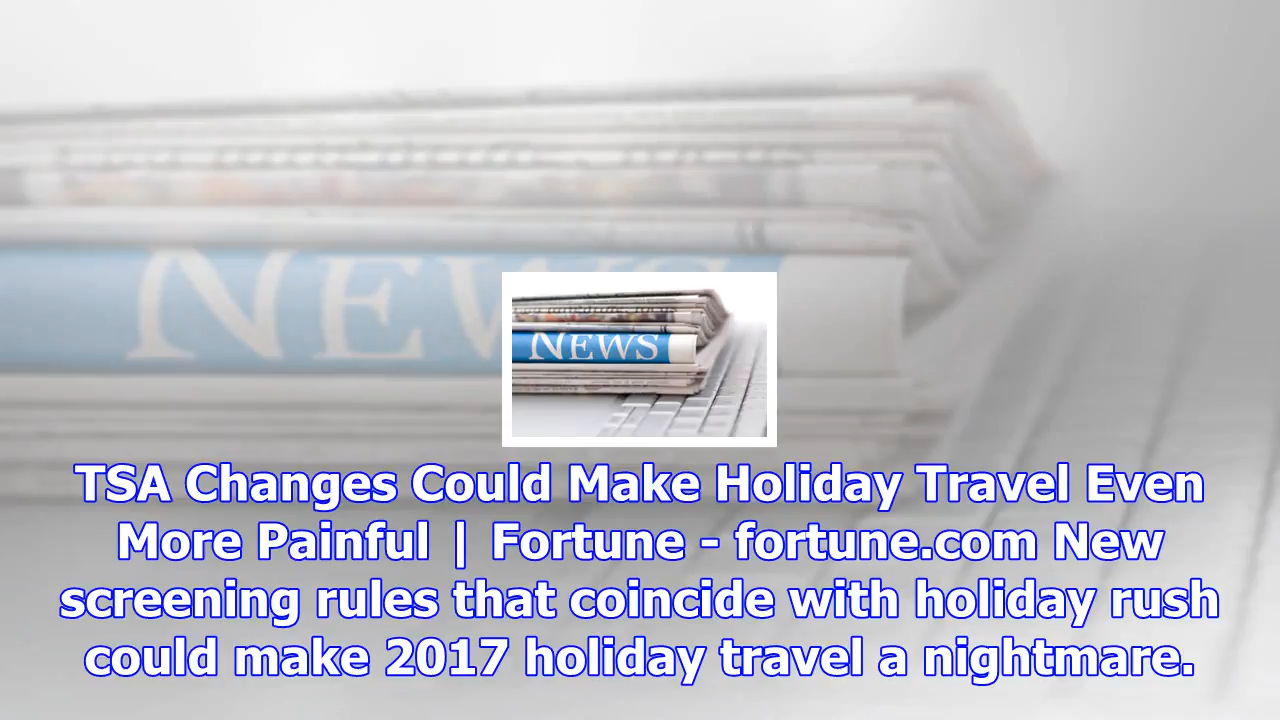 NEWS
NEWS
TSA Changes Could Make Holiday Travel Even
More Painful | Fortune - fortune.com New
screening rules that coincide with holiday rush
could make 2017 holiday travel a nightmare.